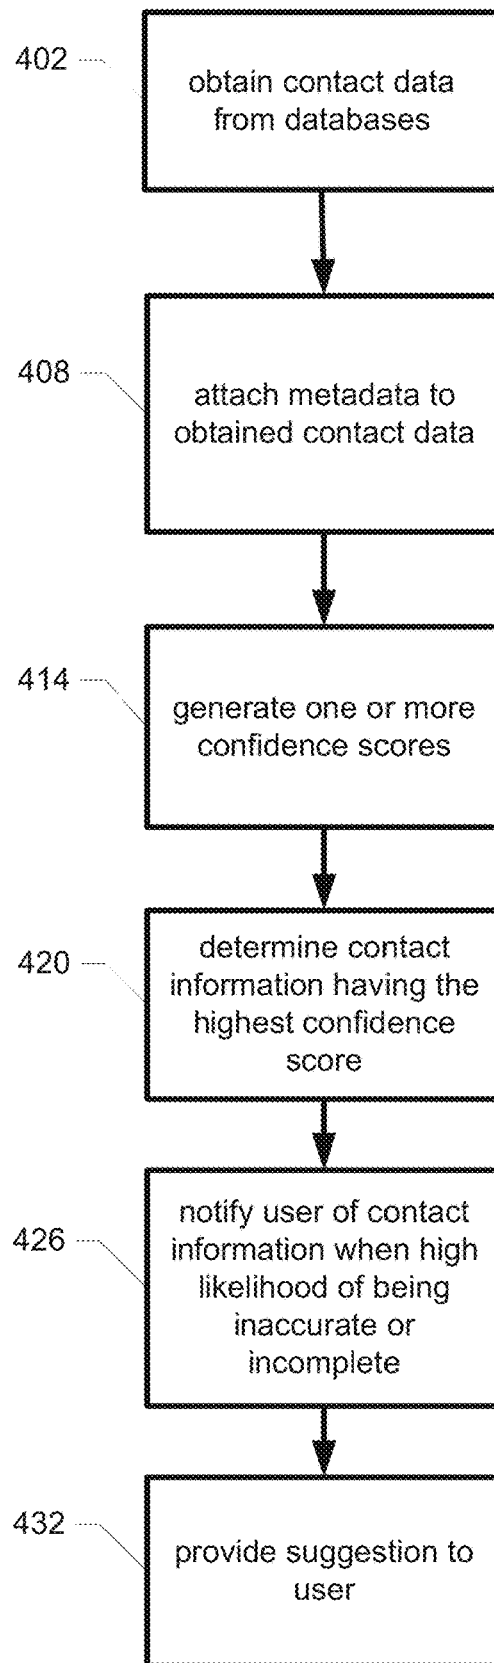 402
obtain contact data
from databases
408
attach metadata to
obtained contact data
414
generate one or more
confidence scores
420
determine contact
information having the
highest confidence
score
426
notify user of contact
information when high
likelihood of being
inaccurate or
incomplete
432
provide suggestion to
user